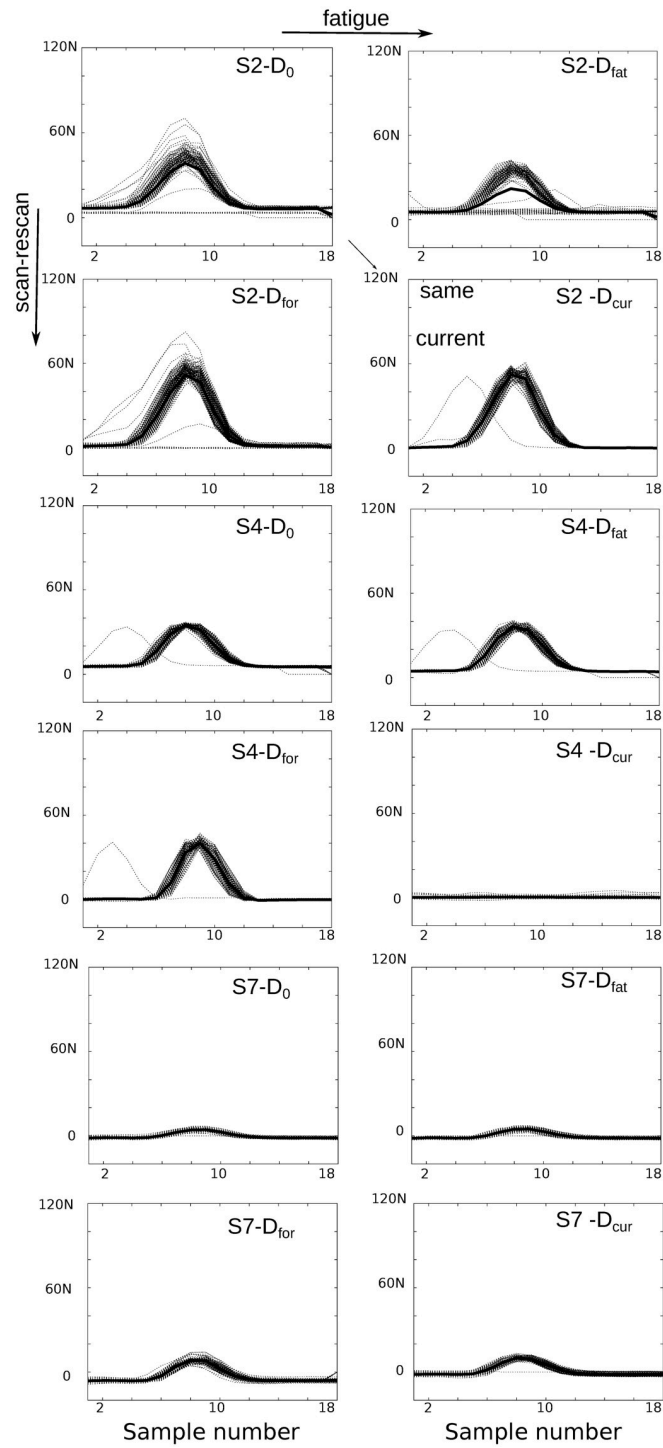 fatigue
scan-rescan
120N
S2-D0
60N
0
2 10 18
120N
S2-Dfat
60N
0
2 10 18
120N
S2-Dfor
60N
0
2 10 18
120N
same
S2 -Dcur
current
60N
0
2 10 18
120N
S4-D0
60N
0
2 10 18
120N
S4-Dfat
60N
0
2 10 18
120N
S4-Dfor
60N
0
2 10 18
120N
S4 -Dcur
60N
0
2 10 18
120N
S7-D0
60N
0
2 10 18
120N
S7-Dfat
60N
0
2 10 18
120N
S7-Dfor
60N
0
2 10 18
Sample number
120N
S7 -Dcur
60N
0
2 10 18
Sample number